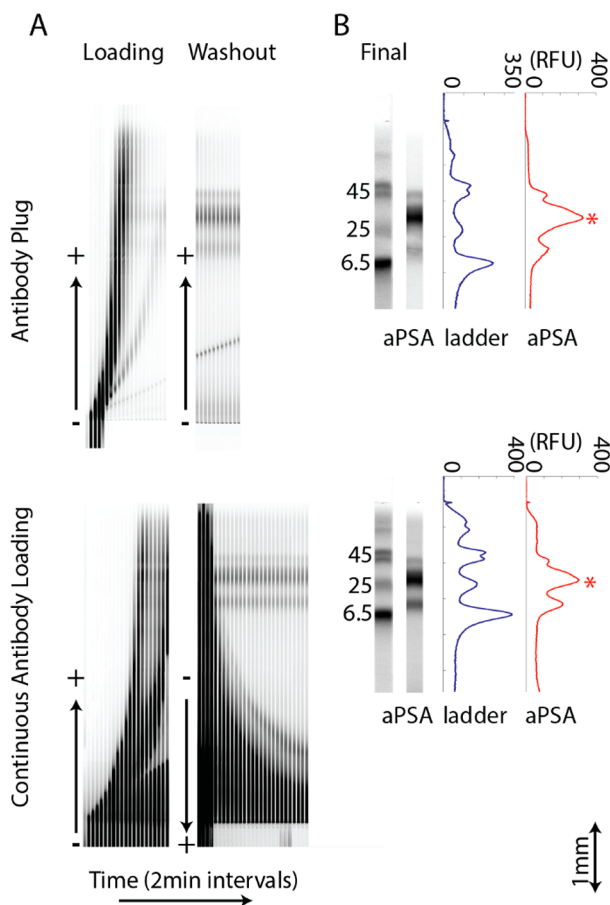 A
Loading
Washout
Antibody Plug
+
-
+
-
B
Final
0
350
(RFU)
0
400
45
25
6.5
*
aPSA ladder aPSA
Continuous Antibody Loading
+
-
-
+
0
400
(RFU)
0
400
45
25
6.5
*
aPSA ladder aPSA
Time (2min intervals)
1mm